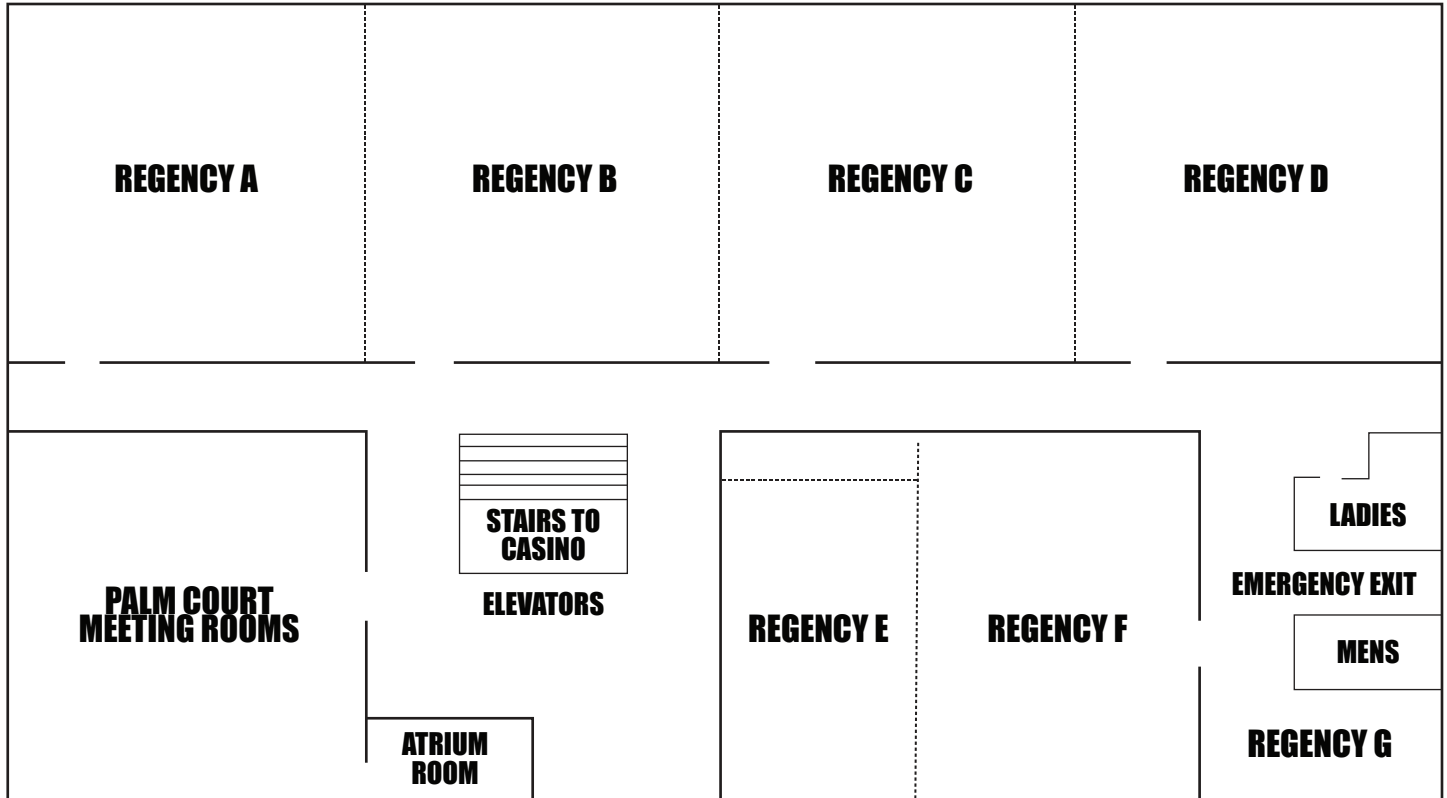 REGENCY A
REGENCY B
REGENCY C
REGENCY D
STAIRS TO
CASINO
ELEVATORS
PALM COURT
MEETING ROOMS
ATRIUM
ROOM
REGENCY E
REGENCY F
LADIES
EMERGENCY EXIT
MENS
REGENCY G